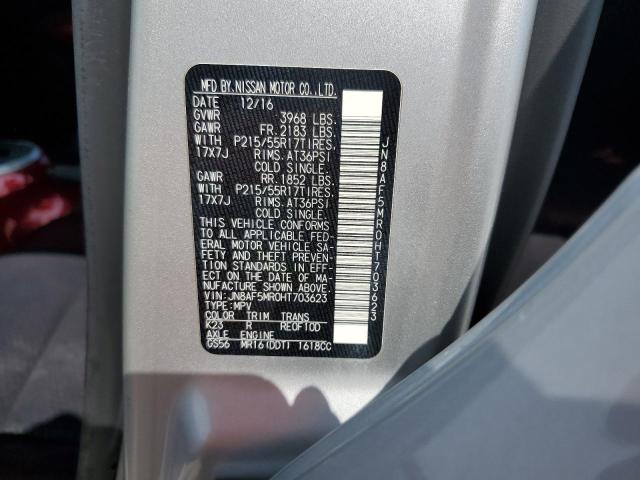 MFD BY NISSAN MOTOR CO., LTD.
DATE 12/16
GVWR 3968 LBS.
GAWR FR. 2183 LBS.
WITH P215/55R17TIRES,
17X7J RIMS. AT36PSI
COLD SINGLE.
GAWR RR. 1852 LBS.
WITH P215/55R17TIRES,
17X7J RIMS. AT36PSI
COLD SINGLE.
THIS VEHICLE CONFORMS
TO ALL APPLICABLE FED-
ERAL MOTOR VEHICLE SA-
FETY AND THEFT PREVEN-
TION STANDARDS IN EFF-
ECT ON THE DATE OF MA-
NUFACTURE SHOWN ABOVE.
VIN: JN8AF5MR0HT703623
TYPE: MPV
COLOR TRIM TRANS
K23 R RE0F10D
AXLE ENGINE
GS56 MR16(DDT) 1618CC
JN8AF5MR0HT703623